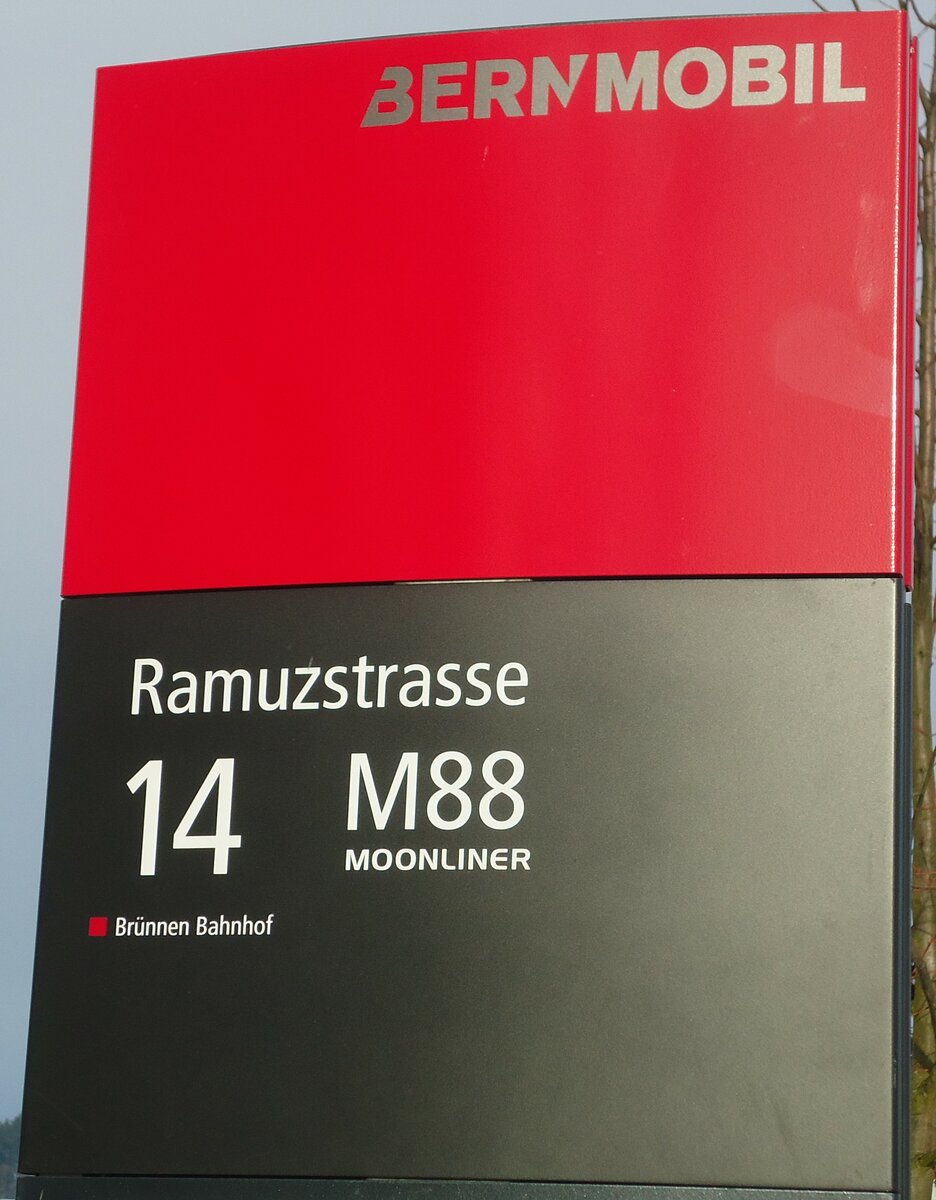 BERNMOBIL
Ramuzstrasse
14 M88
MOONLINER
Brünnen Bahnhof